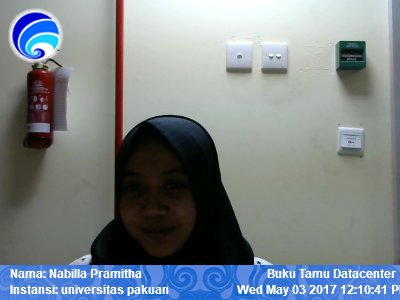 Nama: Nabilla Pramitha
Buku Tamu Datacenter
Instansi: universitas pakuan
Wed May 03 2017 12:10:41 P